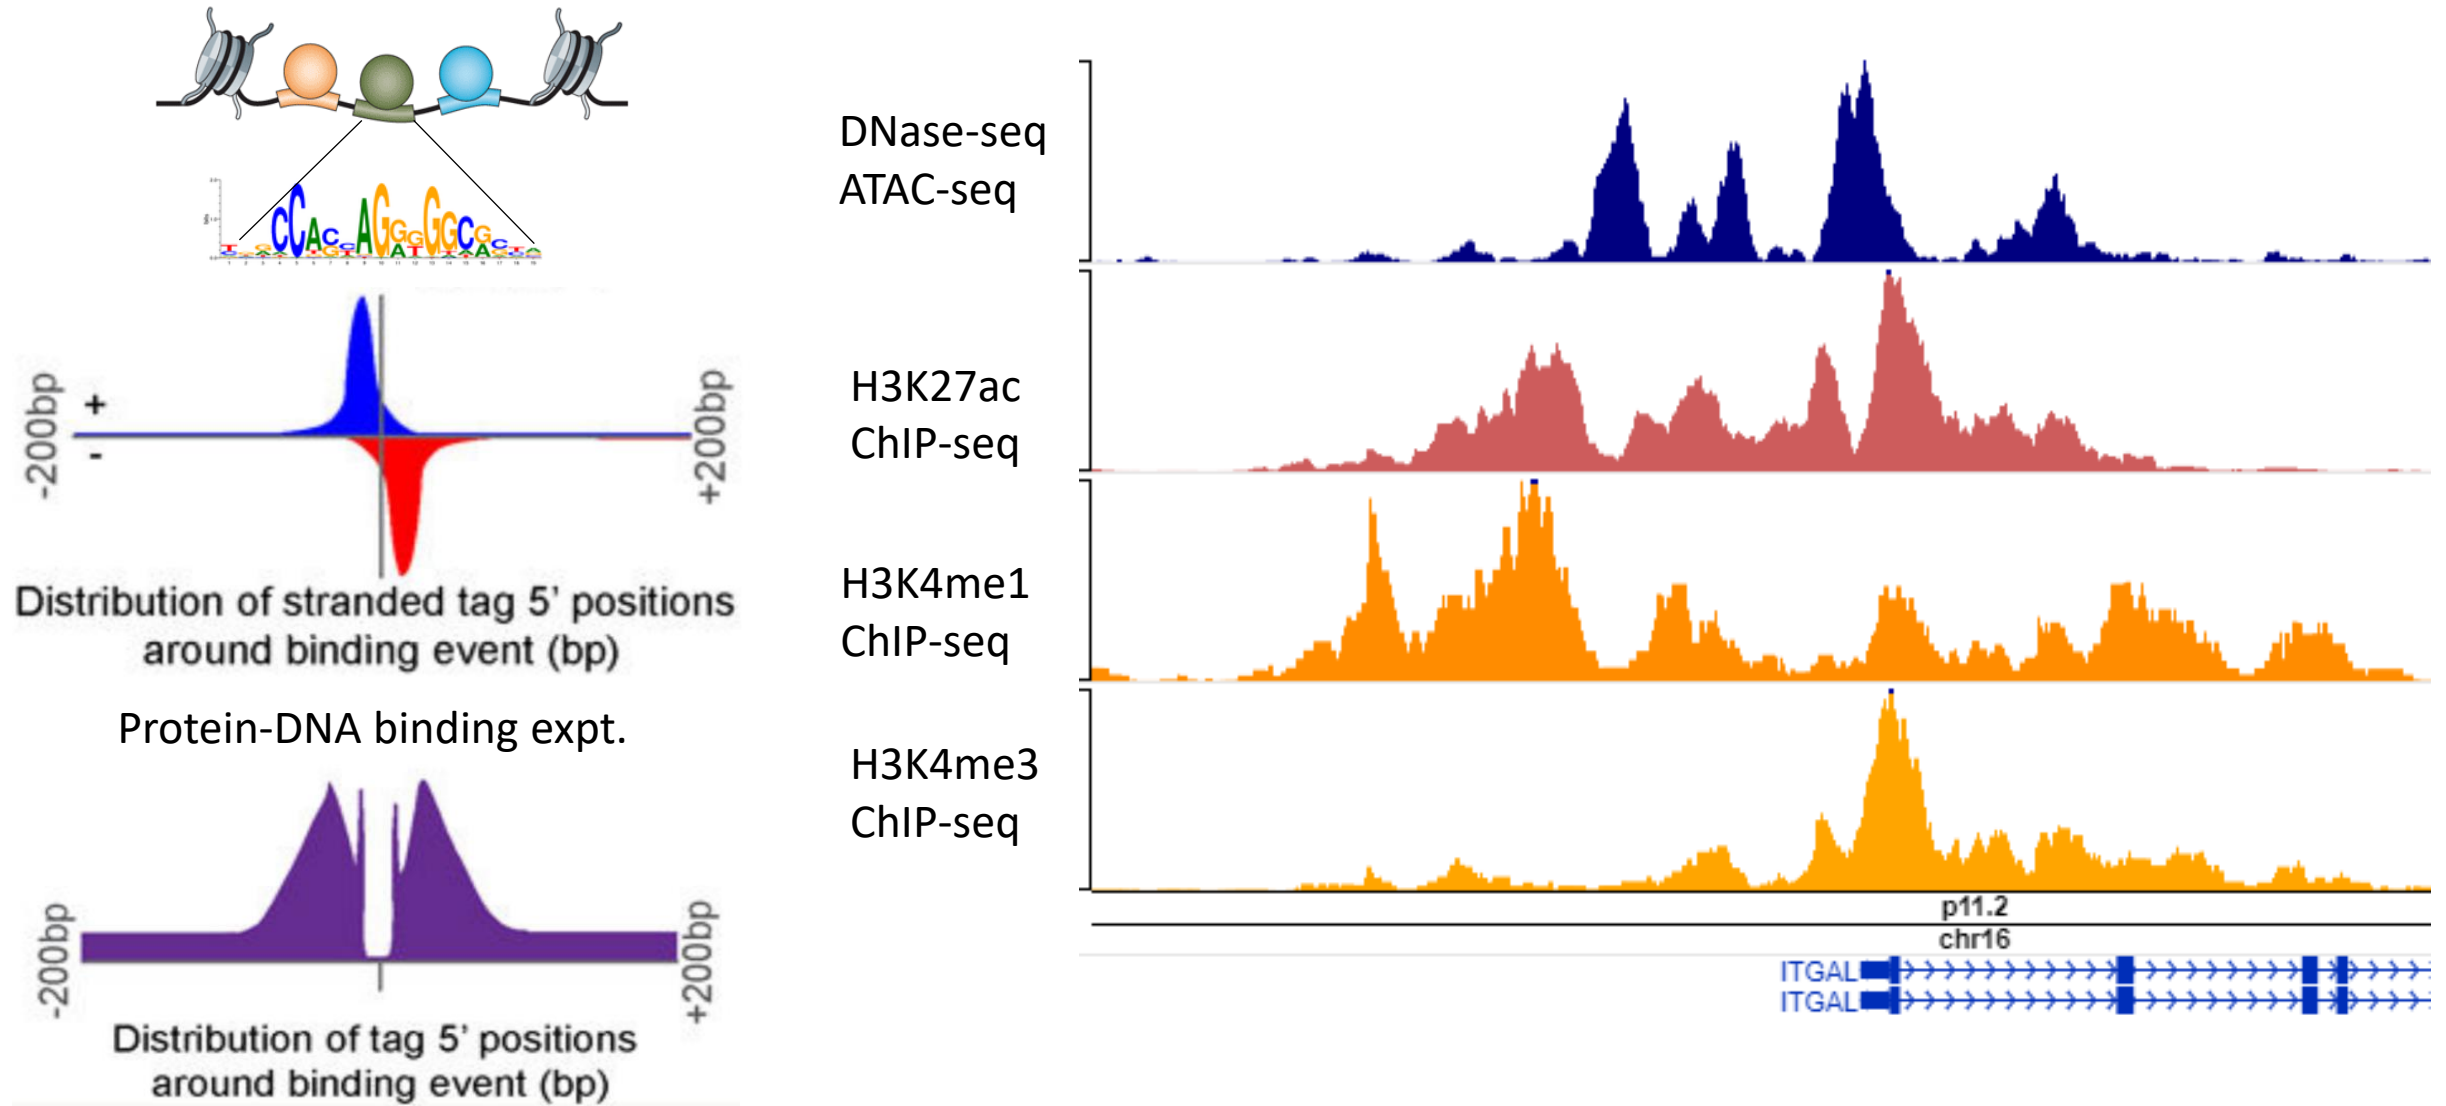 -200bp
+
-
+200bp
Distribution of stranded tag 5' positions
around binding event (bp)
Protein-DNA binding expt.
-200bp
+200bp
Distribution of tag 5' positions
around binding event (bp)
DNase-seq
ATAC-seq
H3K27ac
ChIP-seq
H3K4me1
ChIP-seq
H3K4me3
ChIP-seq
p11.2
chr16
ITGAL
ITGAL